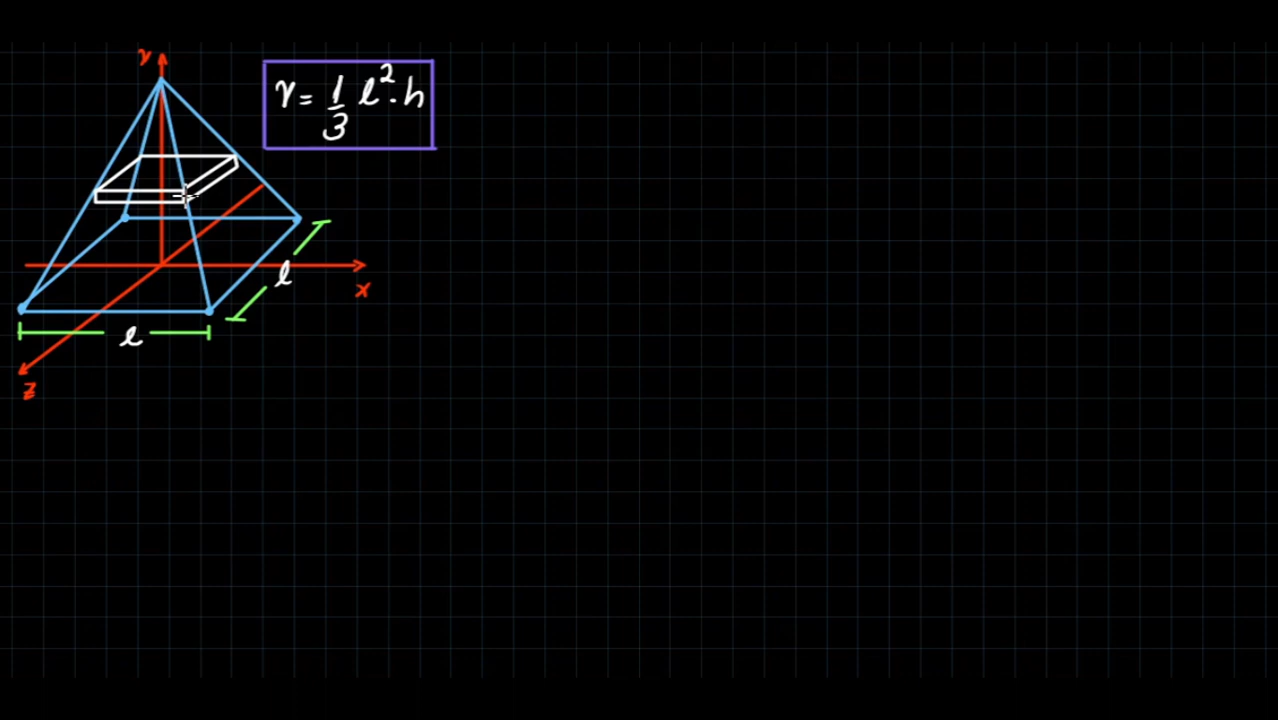 y
V = 1/3 l² · h
l
x
l
z